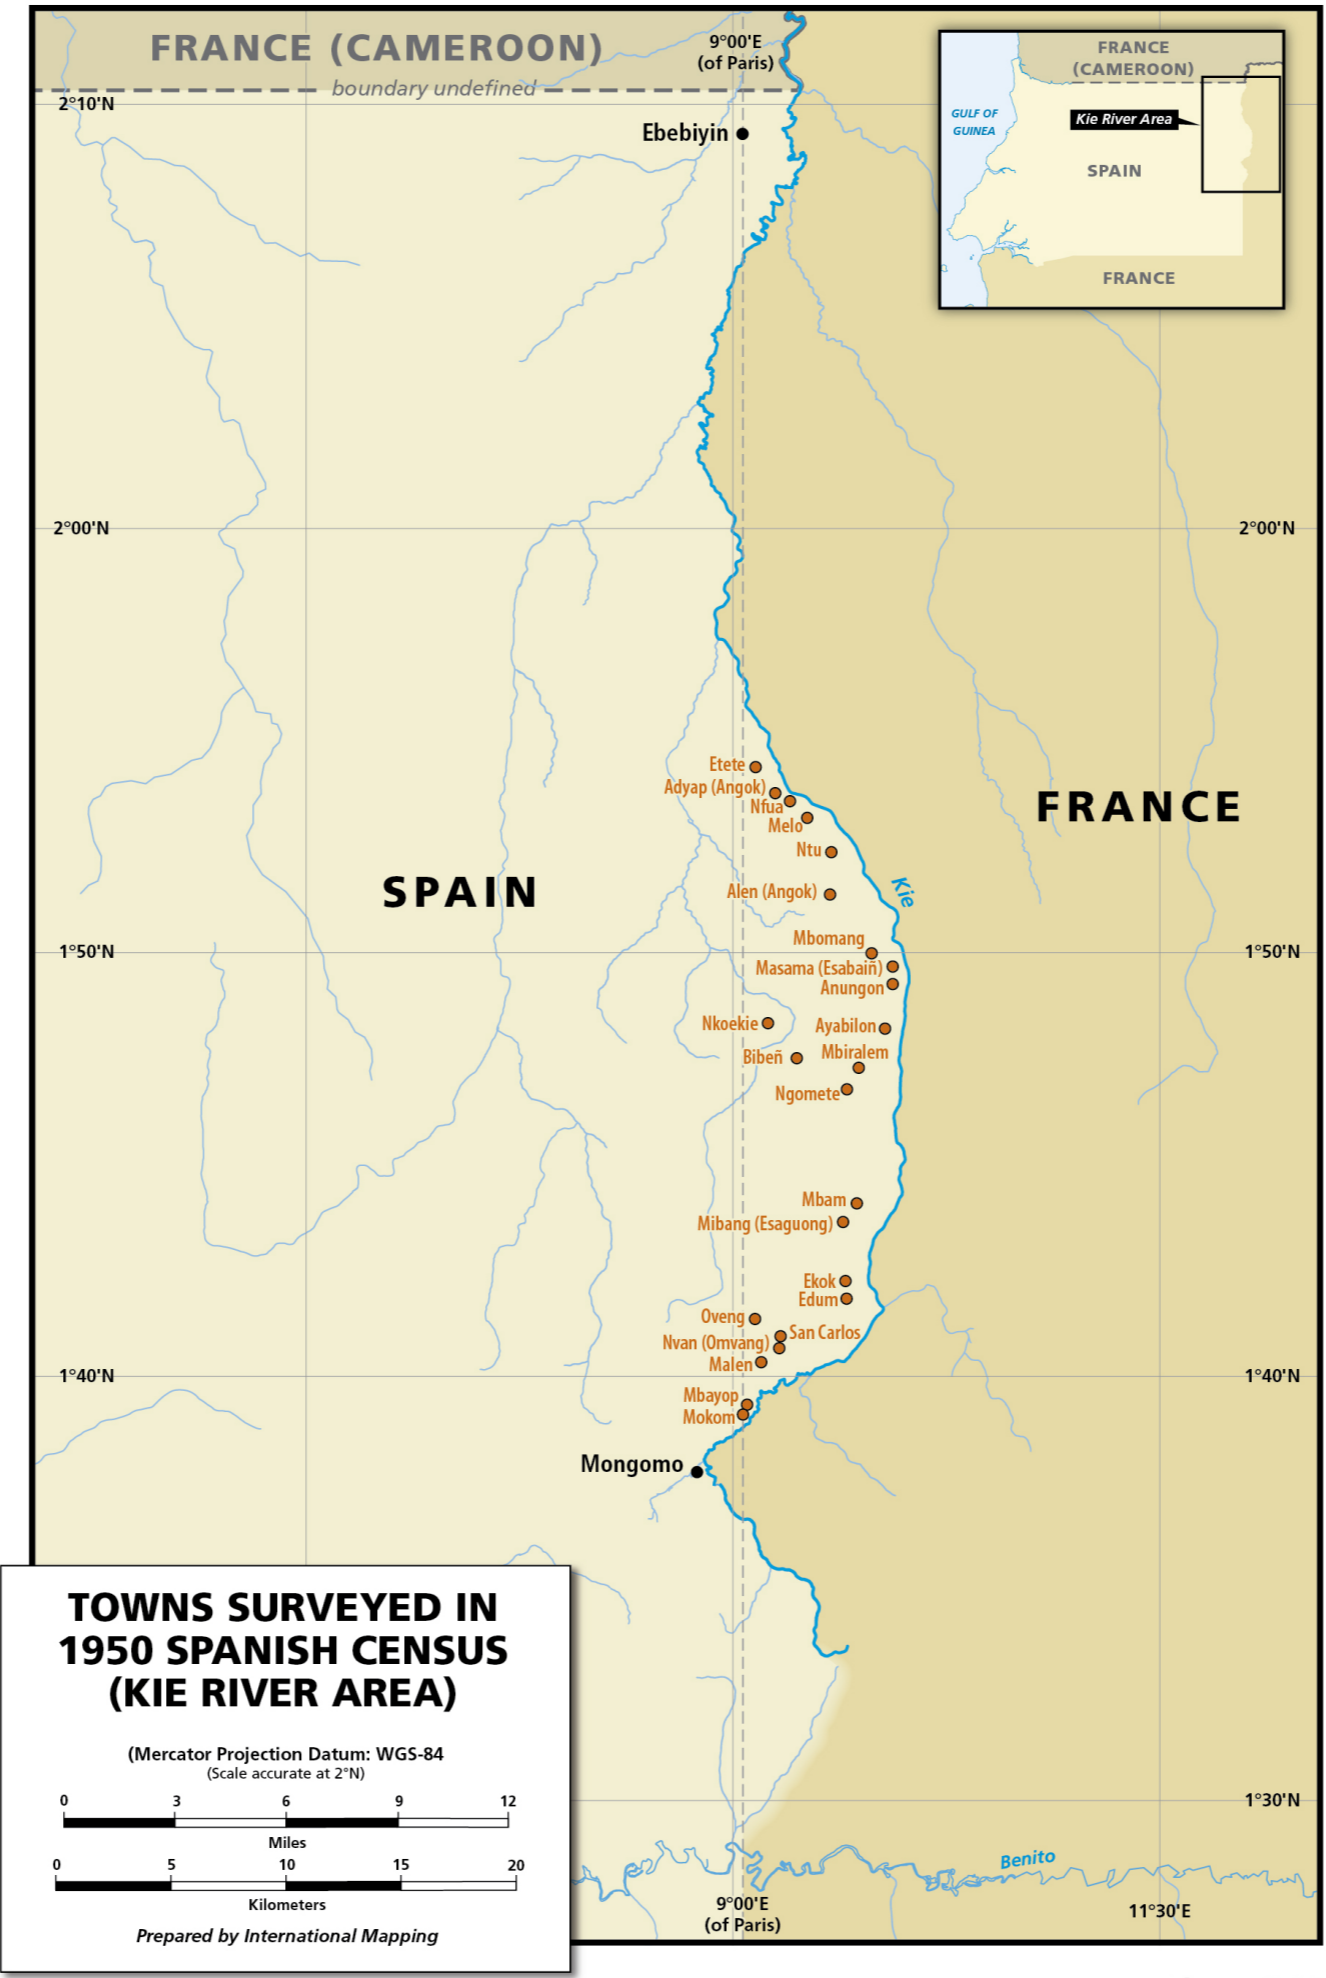 FRANCE (CAMEROON)
boundary undefined
9°00'E
(of Paris)
2°10'N
Ebebiyin
FRANCE
(CAMEROON)
GULF OF
GUINEA
Kie River Area
SPAIN
FRANCE
2°00'N
2°00'N
Etete
Adyap (Angok)
Nfua
Melo
FRANCE
Ntu
SPAIN
Alen (Angok)
Kie
Mbomang
1°50'N
1°50'N
Masama (Esabaiñ)
Anungon
Nkoekie
Ayabilon
Bibeñ
Mbiralem
Ngomete
Mbam
Mibang (Esaguong)
Ekok
Edum
Oveng
San Carlos
Nvan (Omvang)
Malen
1°40'N
1°40'N
Mbayop
Mokom
Mongomo
TOWNS SURVEYED IN
1950 SPANISH CENSUS
(KIE RIVER AREA)
(Mercator Projection Datum: WGS-84
(Scale accurate at 2°N)
0 3 6 9 12
Miles
0 5 10 15 20
Kilometers
Prepared by International Mapping
1°30'N
Benito
9°00'E
(of Paris)
11°30'E